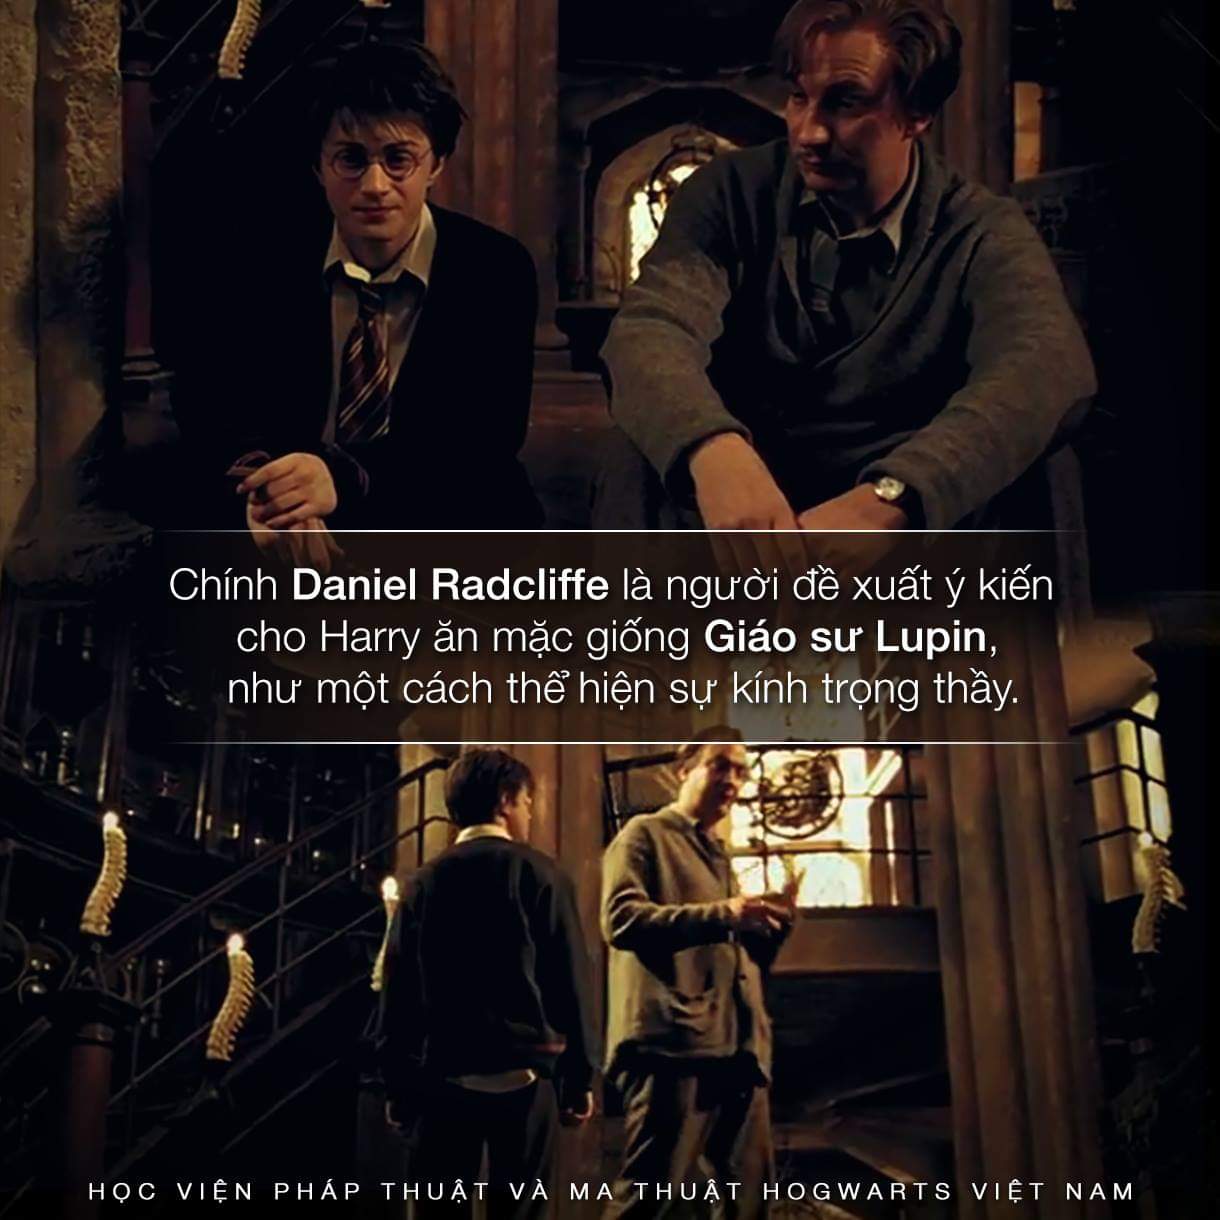 Chính Daniel Radcliffe là người đề xuất ý kiến
cho Harry ăn mặc giống Giáo sư Lupin,
như một cách thể hiện sự kính trọng thầy.
HỌC VIỆN PHÁP THUẬT VÀ MA THUẬT HOGWARTS VIỆT NAM